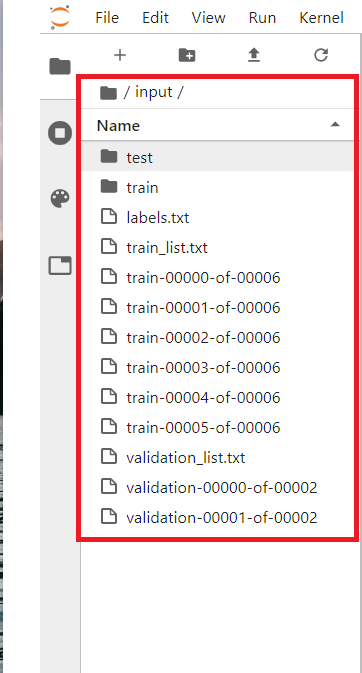 File Edit View Run Kernel
/ input /
Name
test
train
labels.txt
train_list.txt
train-00000-of-00006
train-00001-of-00006
train-00002-of-00006
train-00003-of-00006
train-00004-of-00006
train-00005-of-00006
validation_list.txt
validation-00000-of-00002
validation-00001-of-00002